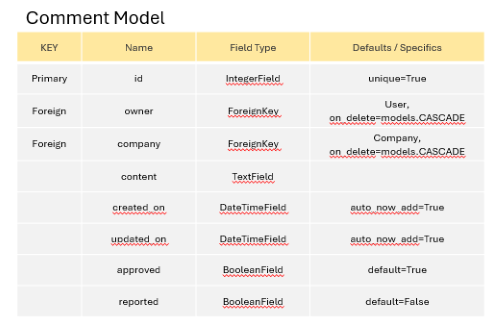 Comment Model
KEY Name Field Type Defaults / Specifics
Primary id IntegerField unique=True
Foreign owner ForeignKey User,
on_delete=models.CASCADE
Foreign company ForeignKey Company,
on_delete=models.CASCADE
content TextField
created_on DateTimeField auto_now_add=True
updated_on DateTimeField auto_now_add=True
approved BooleanField default=True
reported BooleanField default=False